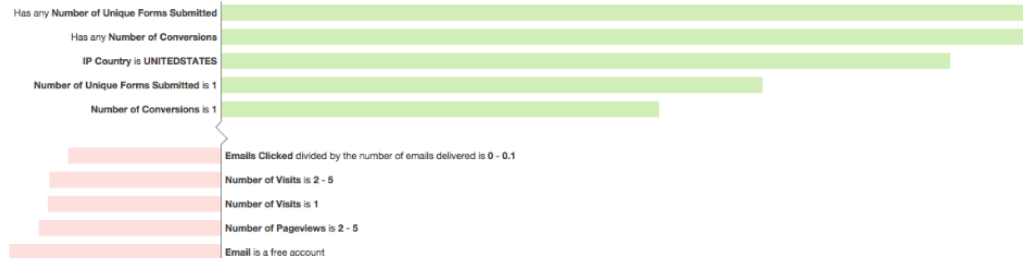 Has any Number of Unique Forms Submitted
Has any Number of Conversions
IP Country is UNITEDSTATES
Number of Unique Forms Submitted is 1
Number of Conversions is 1
Emails Clicked divided by the number of emails delivered is 0 - 0.1
Number of Visits is 2 - 5
Number of Visits is 1
Number of Pageviews is 2 - 5
Email is a free account